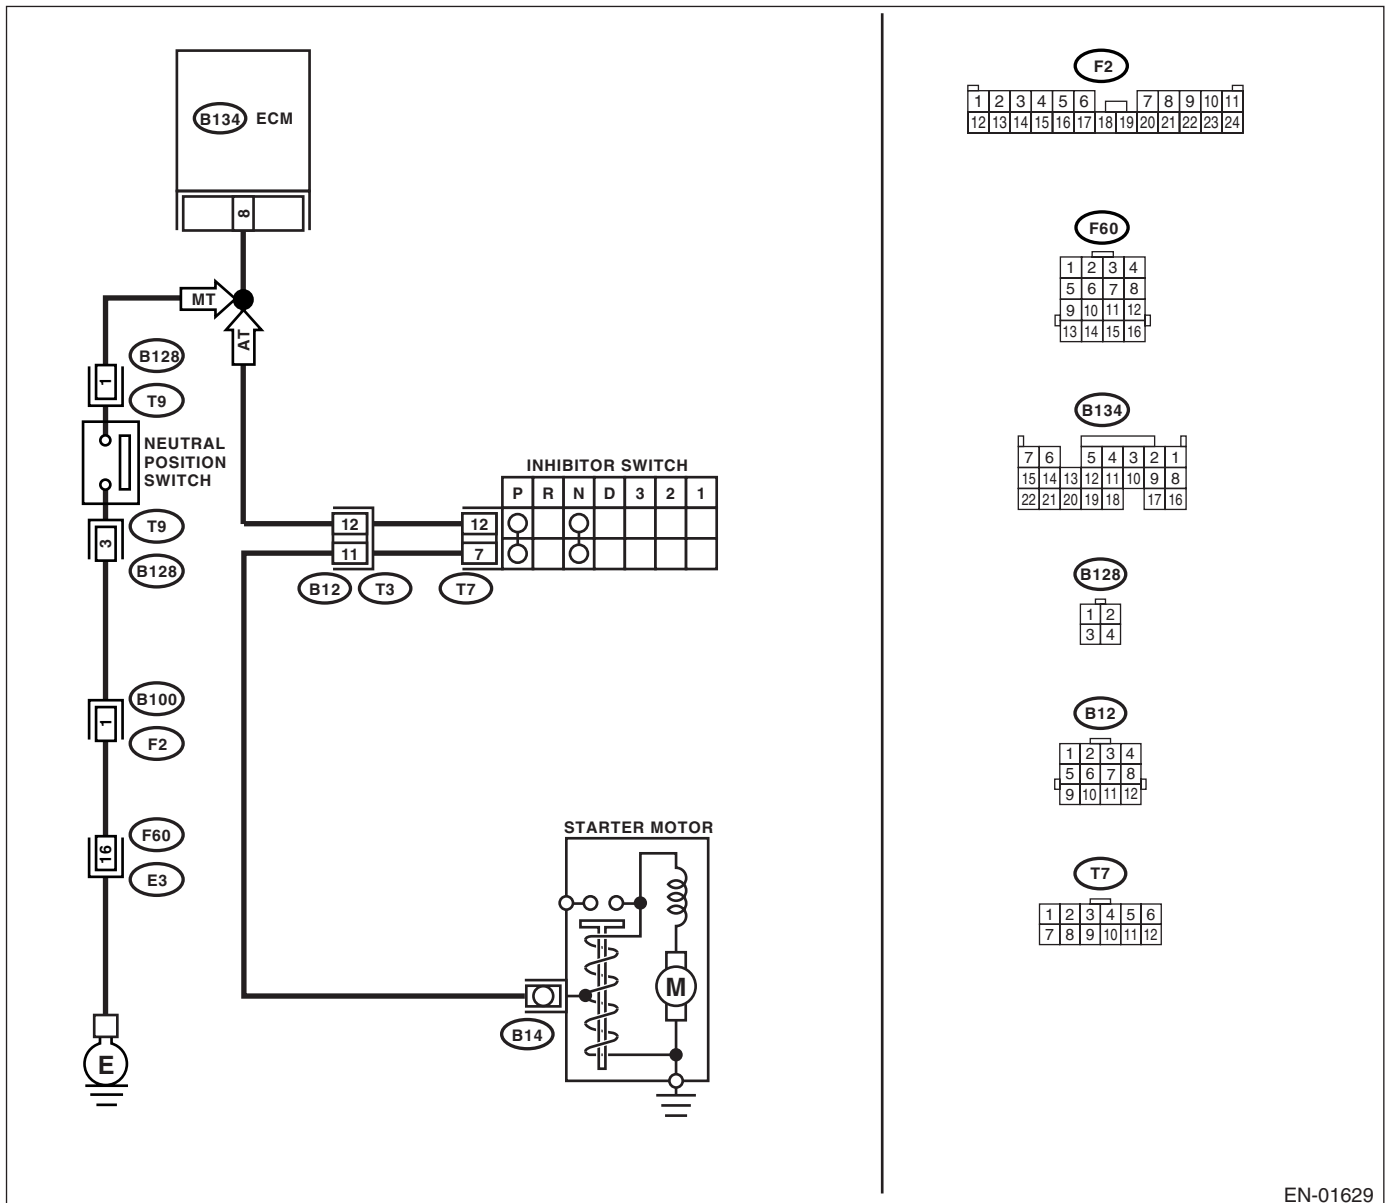 B134 ECM
8
MT
AT
B128
1
T9
NEUTRAL
POSITION
SWITCH
T9
3
B128
INHIBITOR SWITCH
P R N D 3 2 1
12 12
11 7
B12 T3 T7
B100
1
F2
F60
16
E3
E
STARTER MOTOR
M
B14
F2
1 2 3 4 5 6 7 8 9 10 11
12 13 14 15 16 17 18 19 20 21 22 23 24
F60
1 2 3 4
5 6 7 8
9 10 11 12
13 14 15 16
B134
7 6 5 4 3 2 1
15 14 13 12 11 10 9 8
22 21 20 19 18 17 16
B128
1 2
3 4
B12
1 2 3 4
5 6 7 8
9 10 11 12
T7
1 2 3 4 5 6
7 8 9 10 11 12
EN-01629